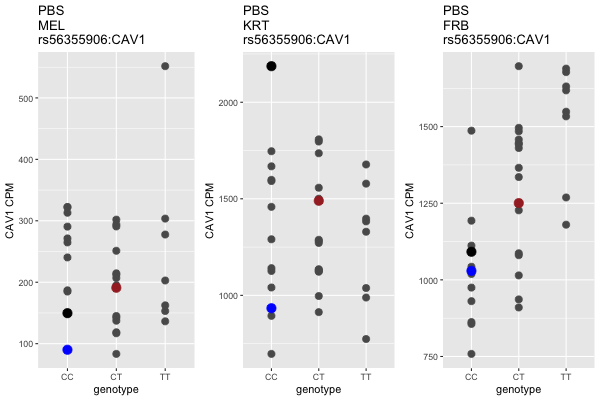 PBS
MEL
rs56355906:CAV1
CAV1 CPM
500
400
300
200
100
CC
CT
TT
genotype
PBS
KRT
rs56355906:CAV1
CAV1 CPM
2000
1500
1000
CC
CT
TT
genotype
PBS
FRB
rs56355906:CAV1
CAV1 CPM
1500
1250
1000
750
CC
CT
TT
genotype